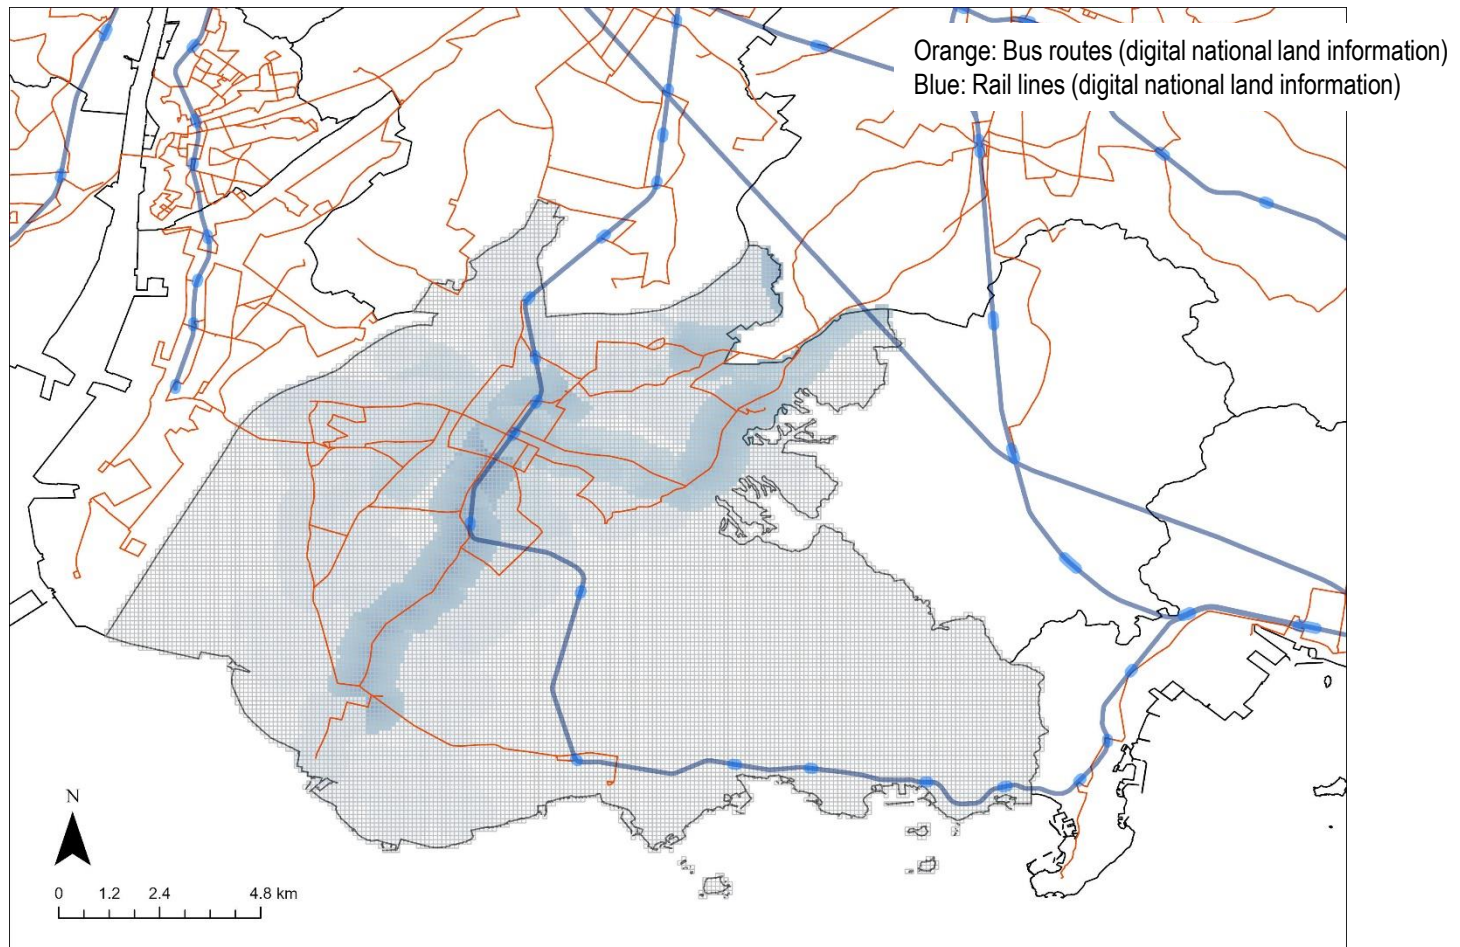 Orange: Bus routes (digital national land information)
Blue: Rail lines (digital national land information)
N
0 1.2 2.4 4.8 km